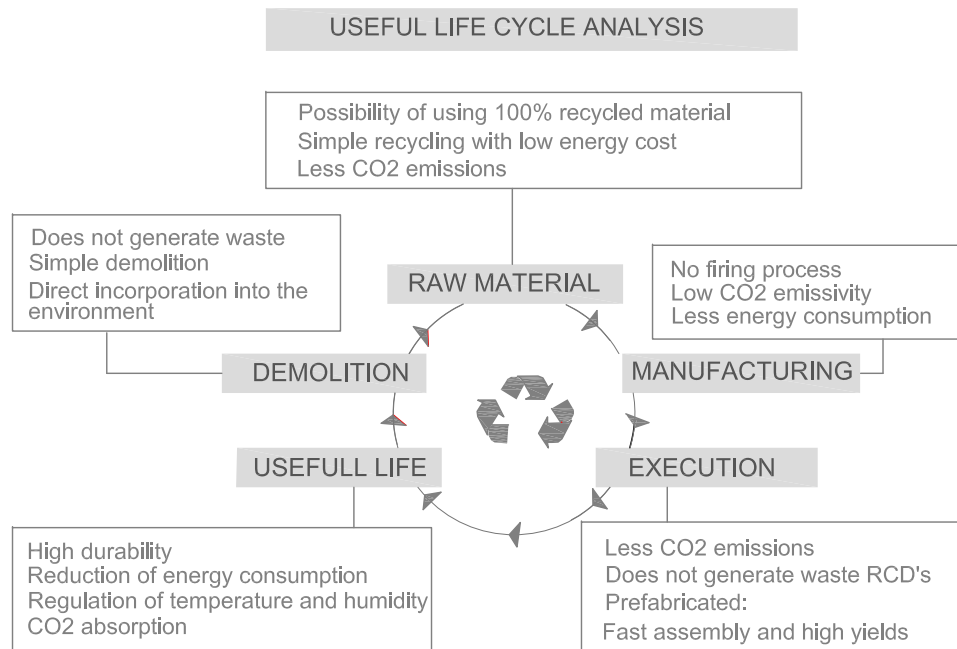 USEFUL LIFE CYCLE ANALYSIS
Possibility of using 100% recycled material
Simple recycling with low energy cost
Less CO2 emissions
Does not generate waste
Simple demolition
Direct incorporation into the
environment
RAW MATERIAL
No firing process
Low CO2 emissivity
Less energy consumption
DEMOLITION
MANUFACTURING
USEFULL LIFE
EXECUTION
High durability
Reduction of energy consumption
Regulation of temperature and humidity
CO2 absorption
Less CO2 emissions
Does not generate waste RCD's
Prefabricated:
Fast assembly and high yields